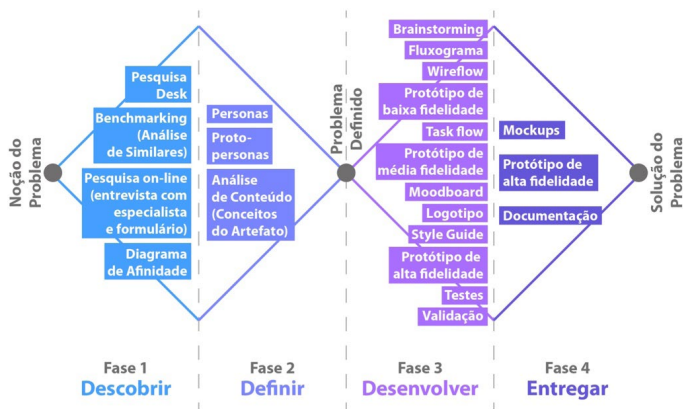 Noção do
Problema
Pesquisa
Desk
Benchmarking
(Análise
de Similares)
Pesquisa on-line
(entrevista com
especialista
e formulário)
Diagrama
de Afinidade
Personas
Proto-
personas
Análise
de Conteúdo
(Conceitos
do Artefato)
Problema
Definido
Brainstorming
Fluxograma
Wireflow
Protótipo de
baixa fidelidade
Task flow
Protótipo de
média fidelidade
Moodboard
Logotipo
Style Guide
Protótipo de
alta fidelidade
Testes
Validação
Mockups
Protótipo de
alta fidelidade
Documentação
Solução do
Problema
Fase 1
Descobrir
Fase 2
Definir
Fase 3
Desenvolver
Fase 4
Entregar